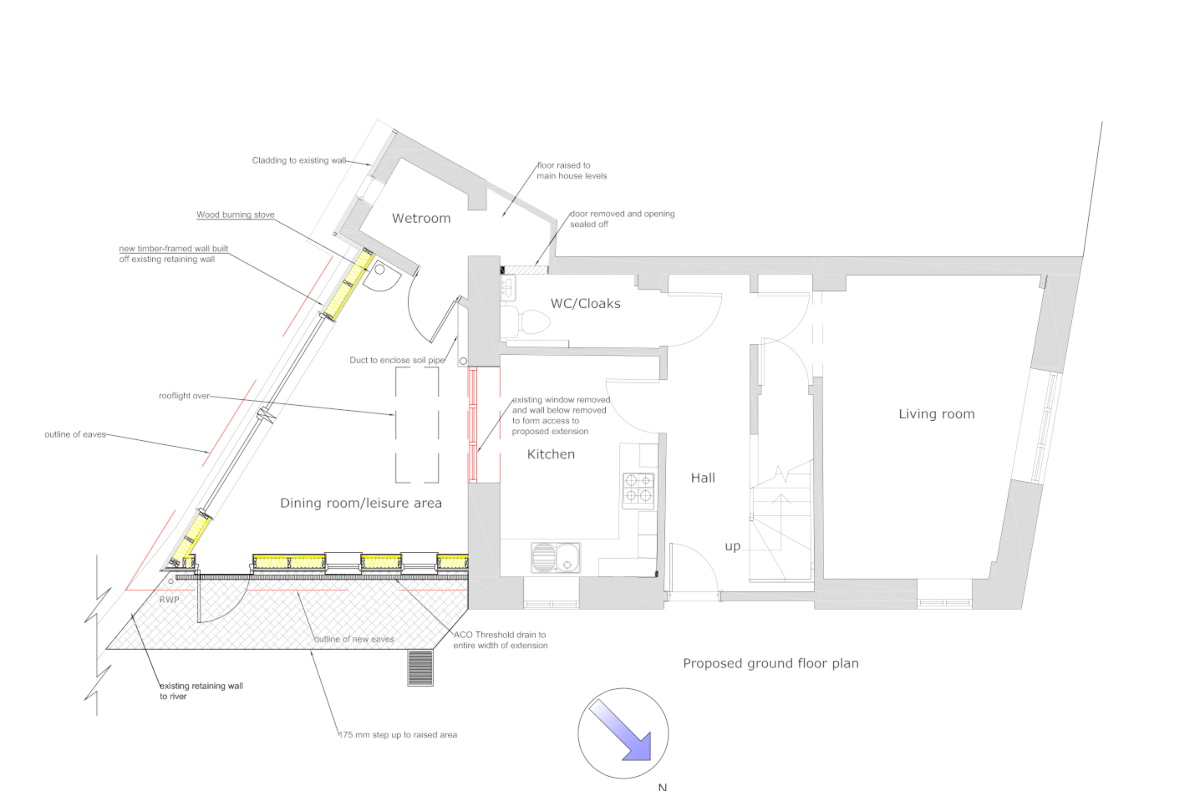 Cladding to existing wall
floor raised to
main house levels
Wood burning stove
Wetroom
door removed and opening
sealed off
new timber-framed wall built
off existing retaining wall
WC/Cloaks
Duct to enclose soil pipe
rooflight over
existing window removed
and wall below removed
to form access to
proposed extension
Living room
outline of eaves
Kitchen
Hall
Dining room/leisure area
up
RWP
outline of new eaves
ACO Threshold drain to
entire width of extension
Proposed ground floor plan
existing retaining wall
to river
175 mm step up to raised area
N